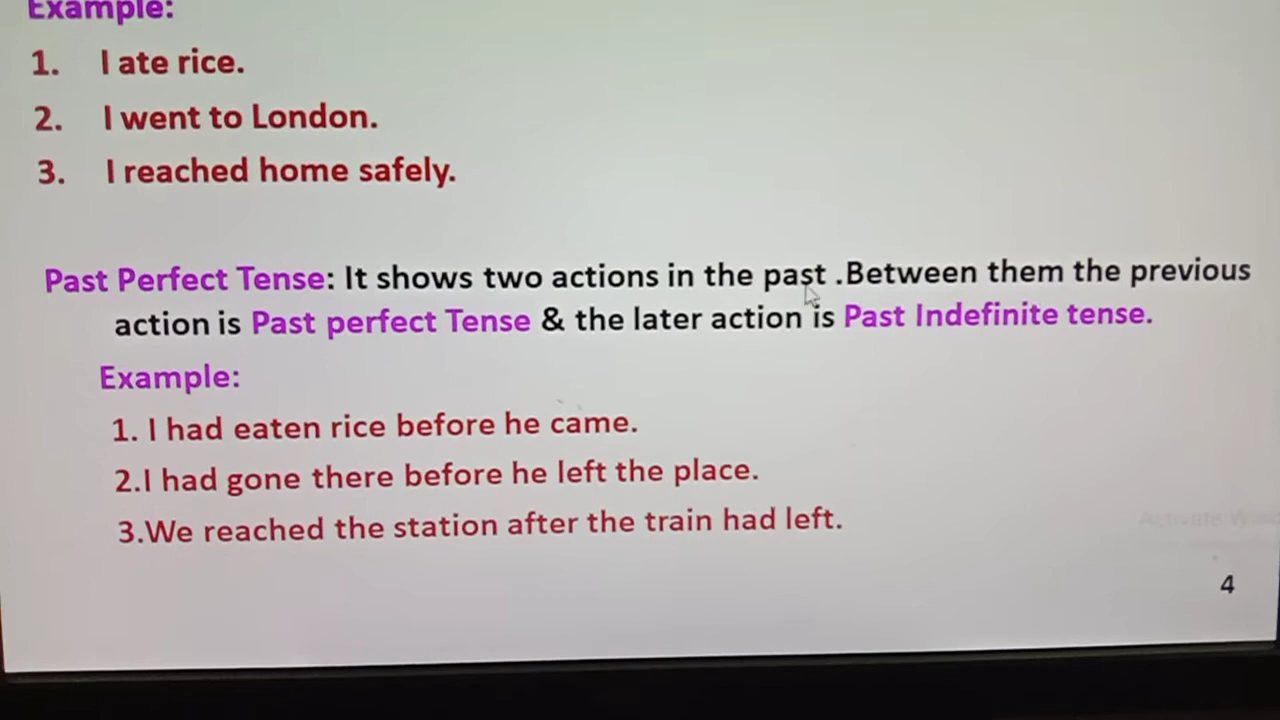 Example:
1. I ate rice.
2. I went to London.
3. I reached home safely.
Past Perfect Tense: It shows two actions in the past .Between them the previous
action is Past perfect Tense & the later action is Past Indefinite tense.
Example:
1. I had eaten rice before he came.
2.I had gone there before he left the place.
3.We reached the station after the train had left.
Activate
4